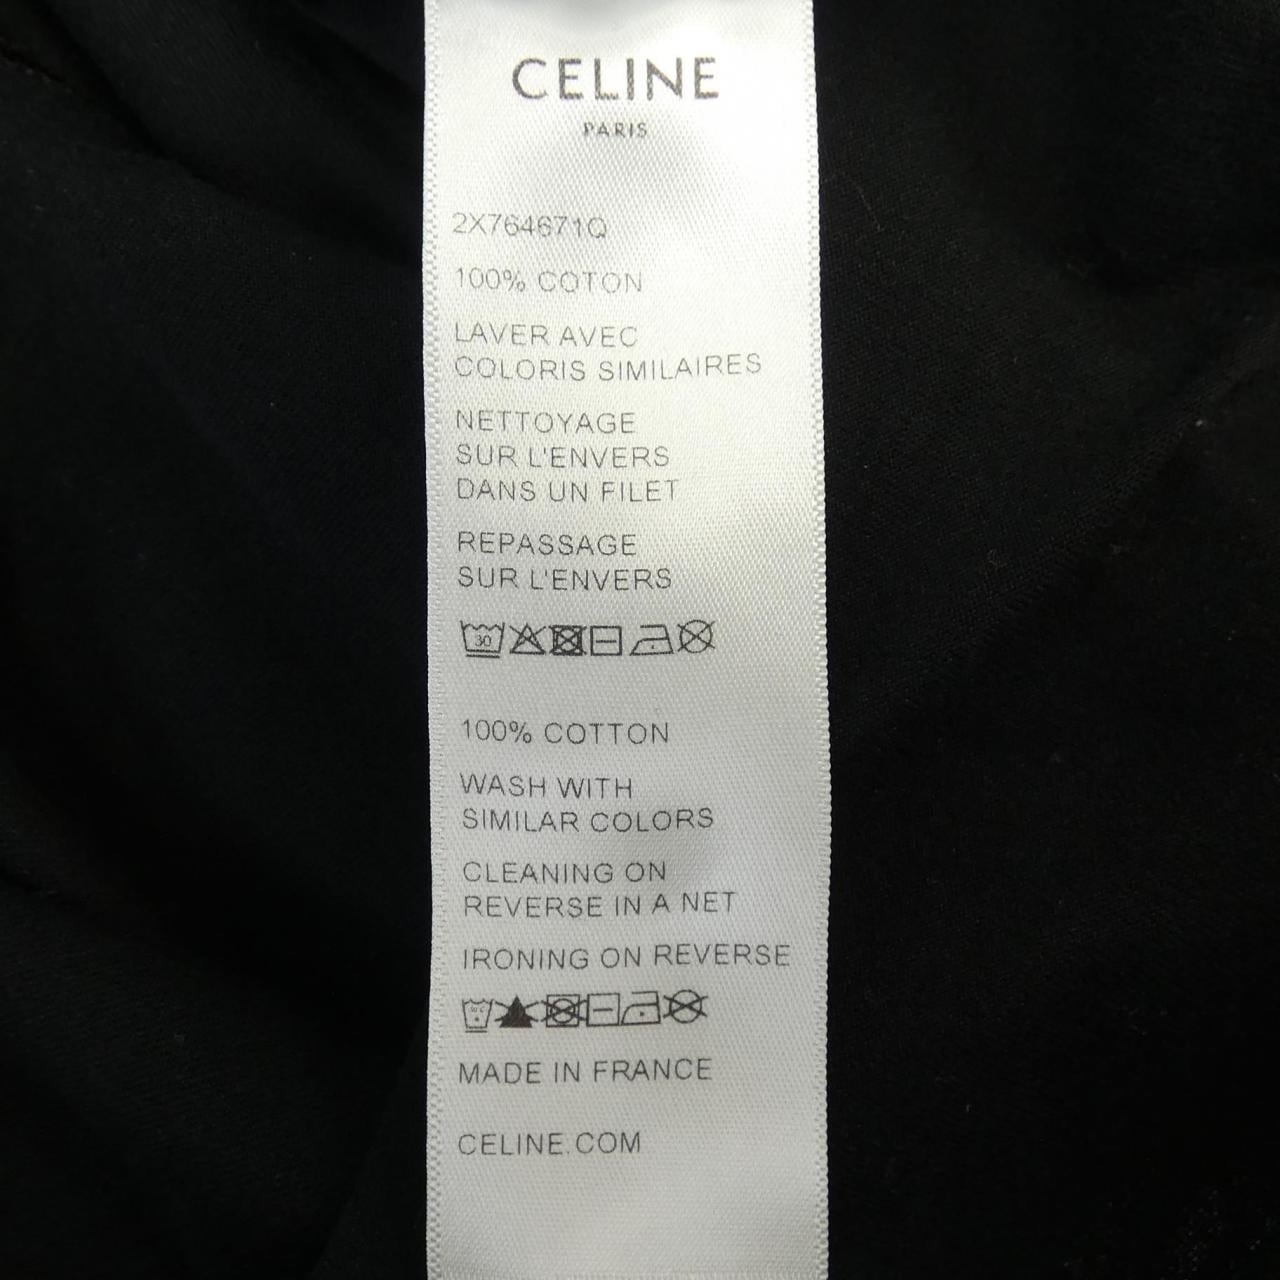 CELINE
PARIS
2X764671Q
100% COTON
LAVER AVEC
COLORIS SIMILAIRES
NETTOYAGE
SUR L'ENVERS
DANS UN FILET
REPASSAGE
SUR L'ENVERS
30
100% COTTON
WASH WITH
SIMILAR COLORS
CLEANING ON
REVERSE IN A NET
IRONING ON REVERSE
MADE IN FRANCE
CELINE.COM